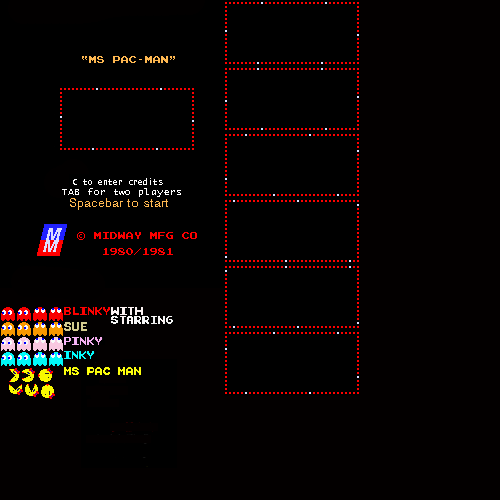 "MS PAC-MAN"
C to enter credits
TAB for two players
Spacebar to start
M
M
© MIDWAY MFG CO
1980/1981
BLINKY WITH
STARRING
SUE
PINKY
INKY
MS PAC MAN